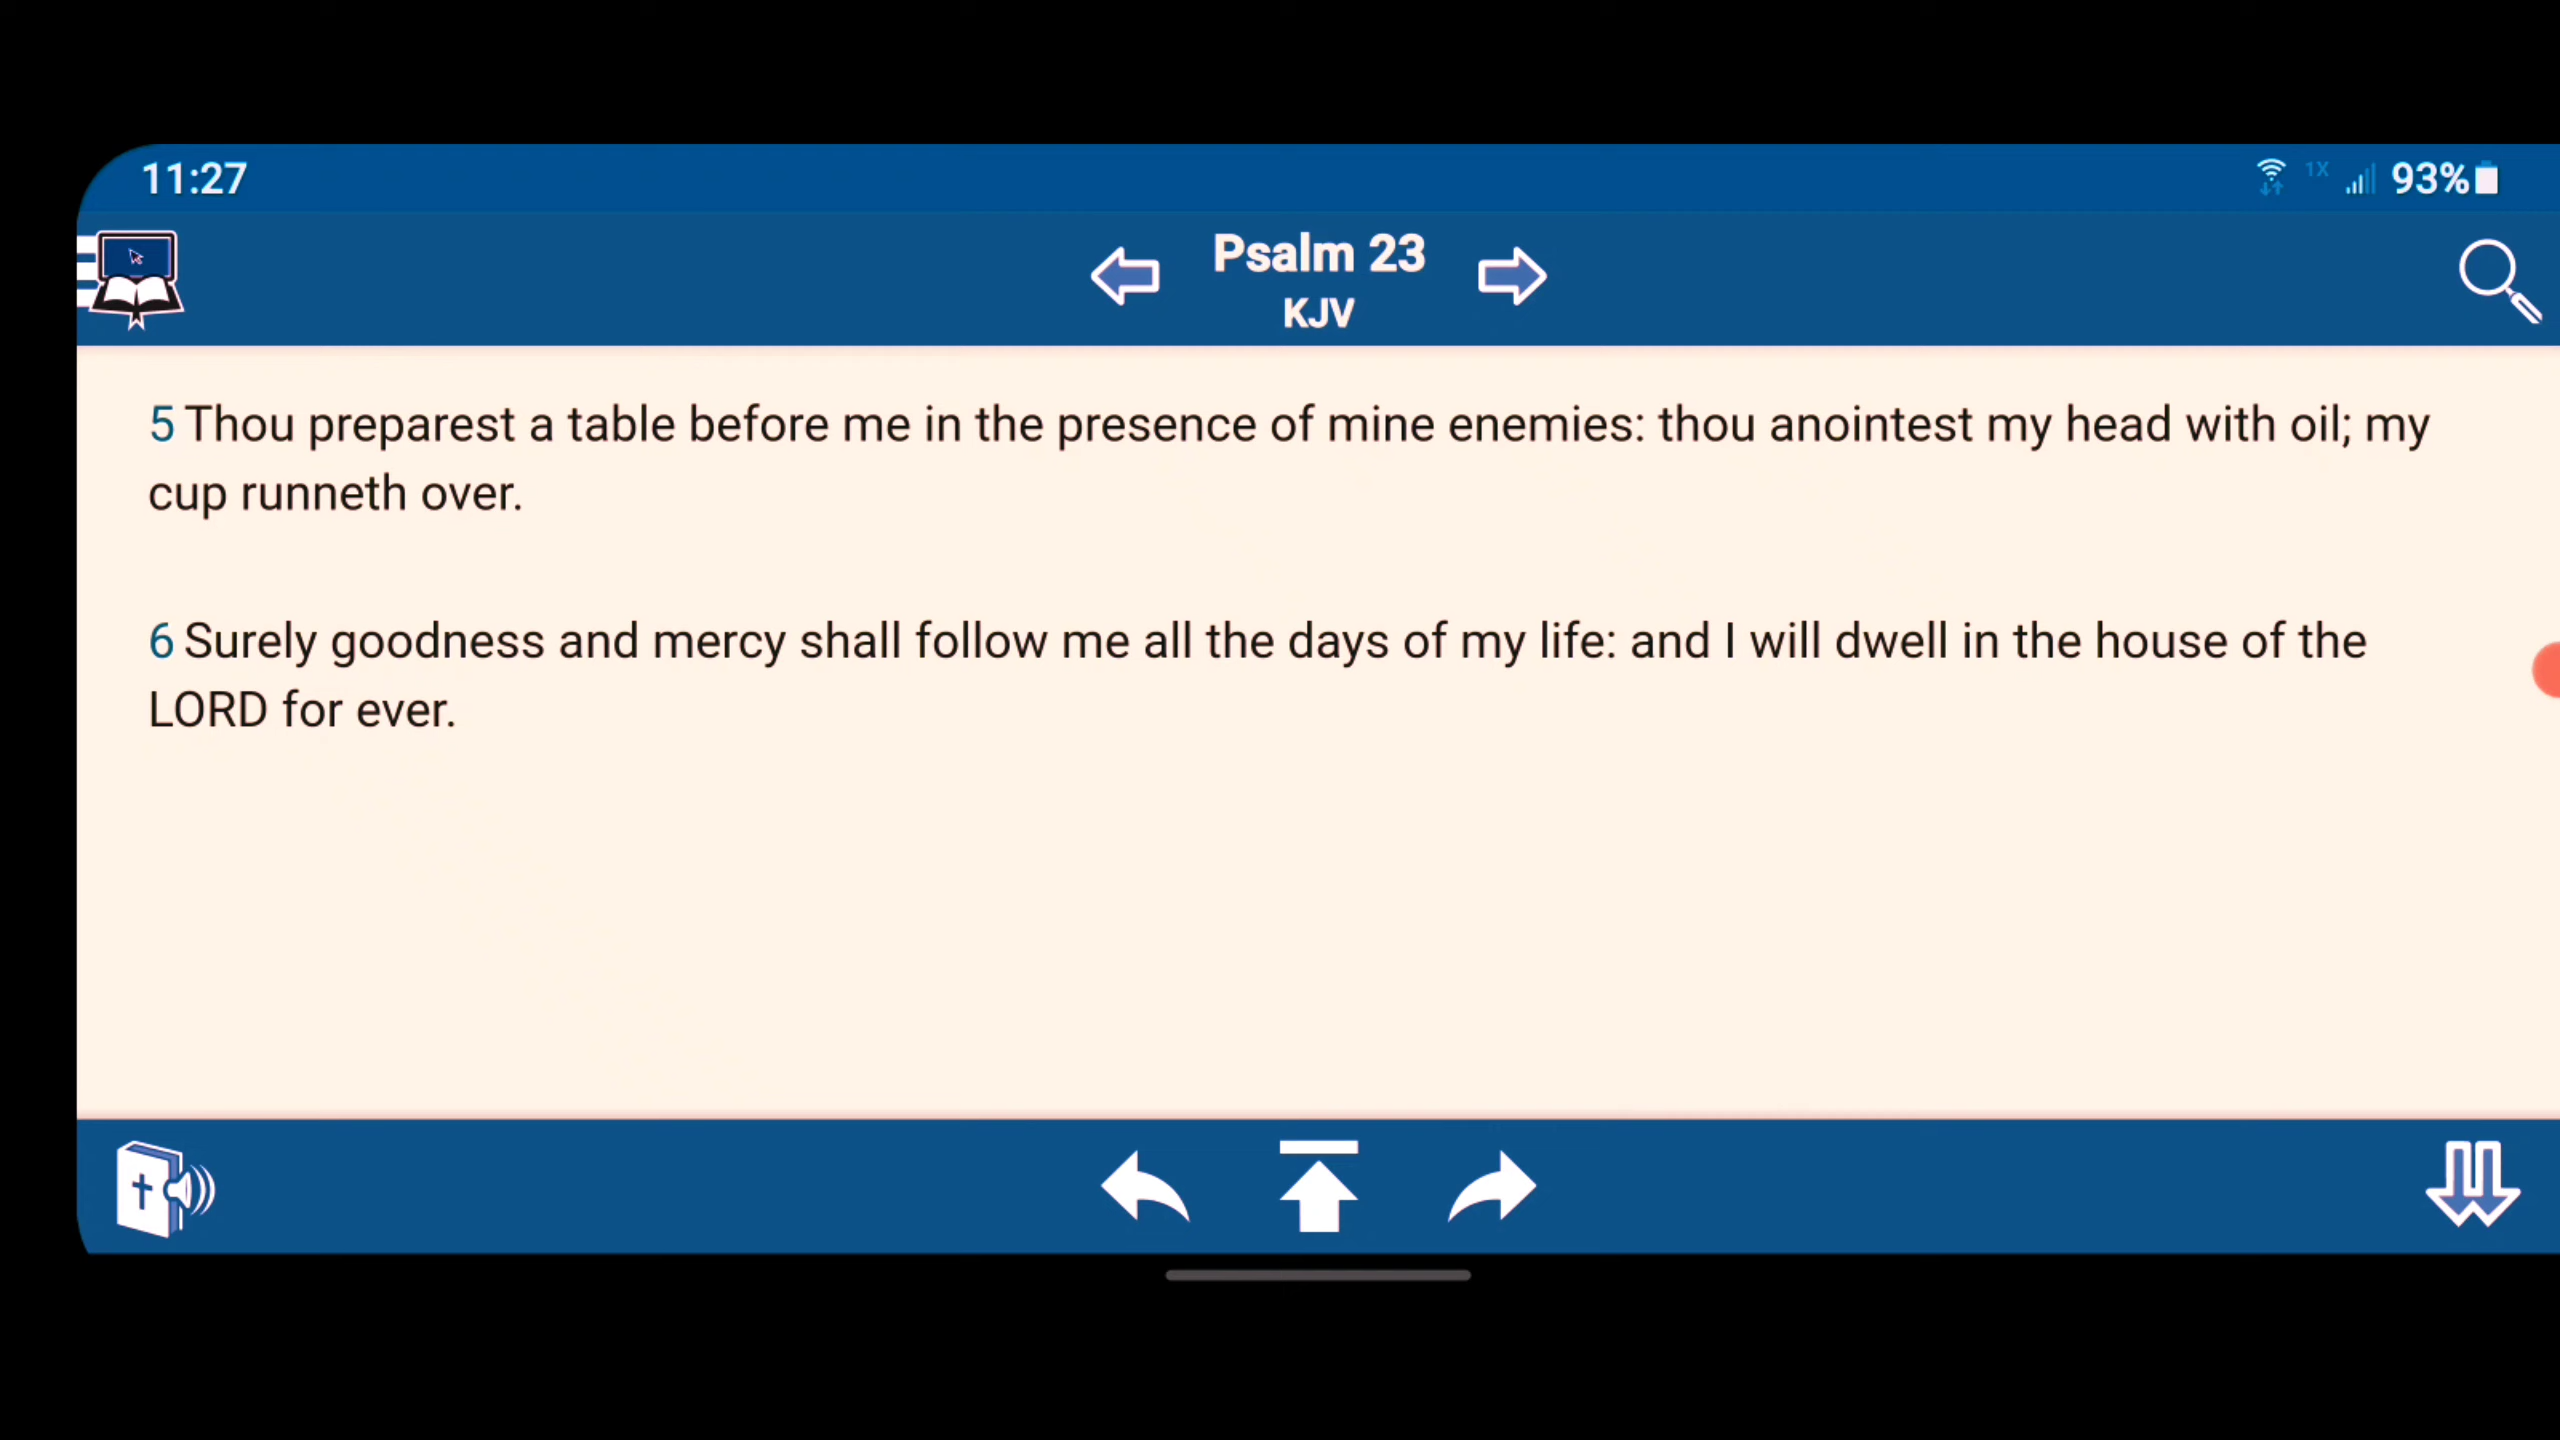 11:27
1X
93%
Psalm 23
KJV
5 Thou preparest a table before me in the presence of mine enemies: thou anointest my head with oil; my
cup runneth over.
6 Surely goodness and mercy shall follow me all the days of my life: and I will dwell in the house of the
LORD for ever.